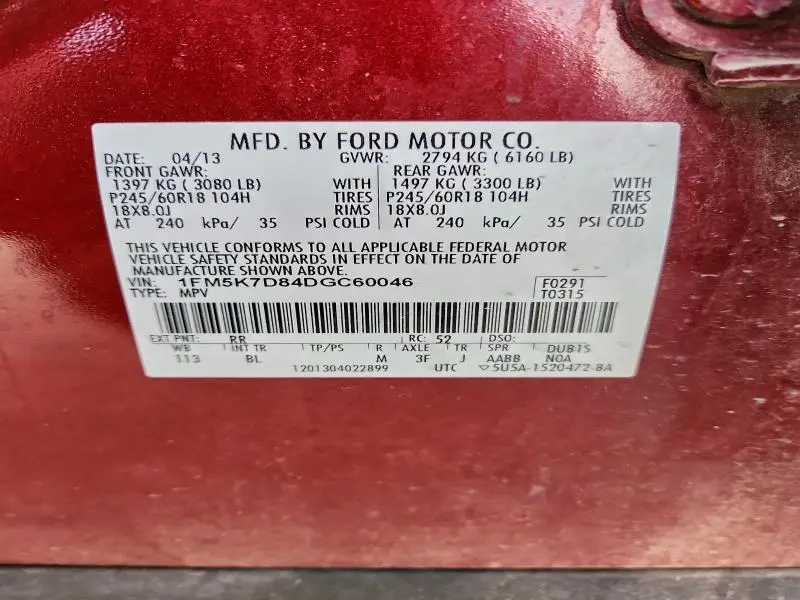 MFD. BY FORD MOTOR CO.
DATE: 04/13 GVWR: 2794 KG ( 6160 LB)
FRONT GAWR: REAR GAWR:
1397 KG ( 3080 LB) WITH 1497 KG ( 3300 LB) WITH
P245/60R18 104H TIRES P245/60R18 104H TIRES
18X8.0J RIMS 18X8.0J RIMS
AT 240 kPa/ 35 PSI COLD AT 240 kPa/ 35 PSI COLD
THIS VEHICLE CONFORMS TO ALL APPLICABLE FEDERAL MOTOR
VEHICLE SAFETY STANDARDS IN EFFECT ON THE DATE OF
MANUFACTURE SHOWN ABOVE.
VIN: 1FM5K7D84DGC60046 F0291
TYPE: MPV T0315
EXT PNT: RR RC: 52 DSO:
WB INT TR TP/PS R AXLE TR SPR DUB1S
113 BL M 3F J AABB N0A
1201304022899 UTC ▽5U5A-1520472-BA